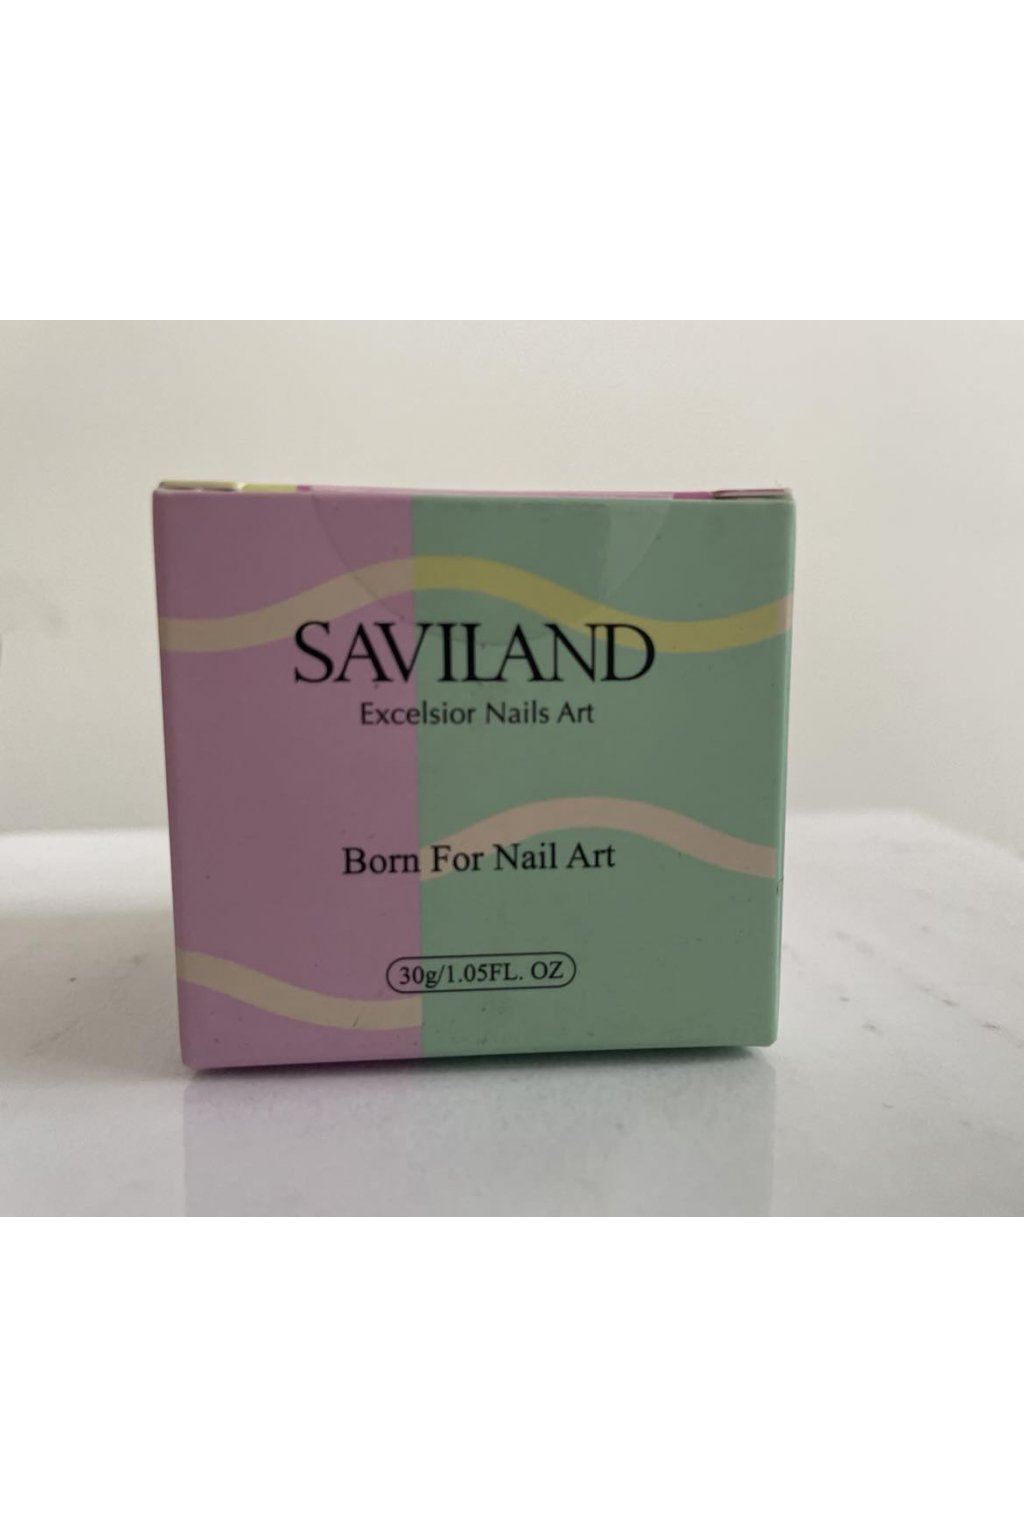 SAVILAND
Excelsior Nails Art
Born For Nail Art
30g/1.05FL. OZ